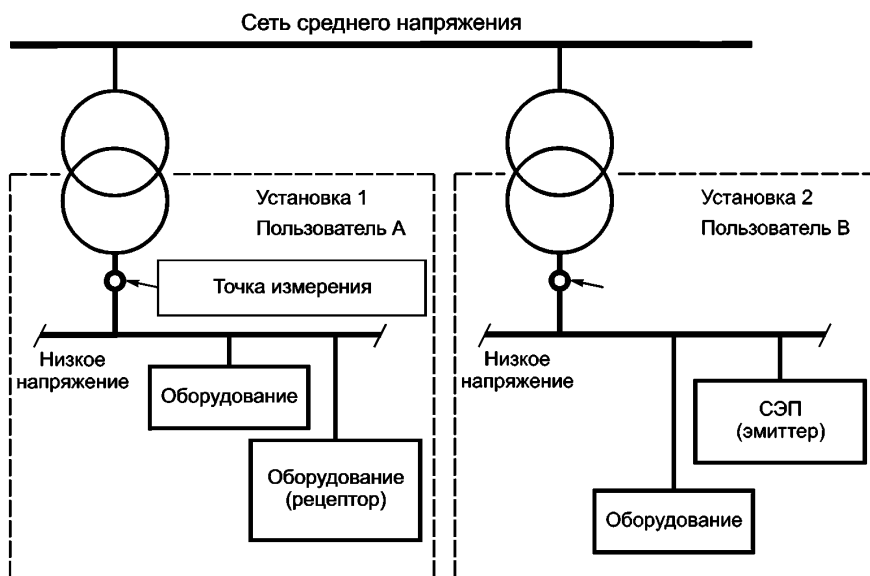 Сеть среднего напряжения
Установка 1
Пользователь А
Установка 2
Пользователь В
Точка измерения
Низкое
напряжение
Оборудование
Оборудование
(рецептор)
Низкое
напряжение
СЭП
(эмиттер)
Оборудование